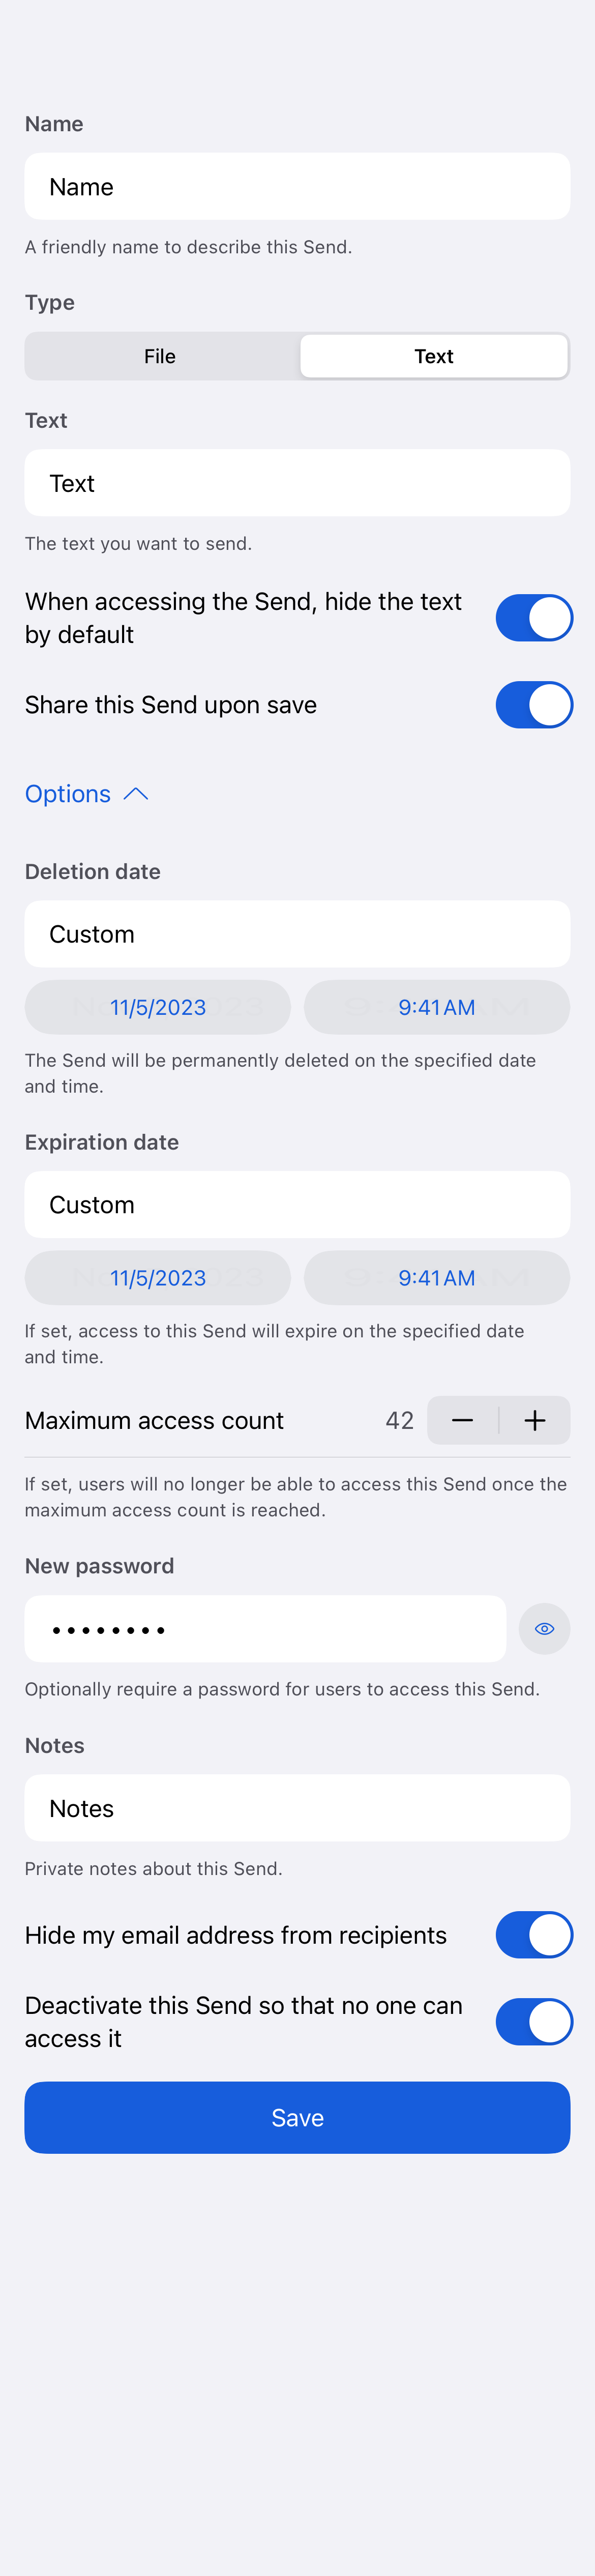 Name
Name
A friendly name to describe this Send.
Type
File
Text
Text
Text
The text you want to send.
When accessing the Send, hide the text
by default
Share this Send upon save
Options
Deletion date
Custom
11/5/2023
9:41 AM
The Send will be permanently deleted on the specified date
and time.
Expiration date
Custom
11/5/2023
9:41 AM
If set, access to this Send will expire on the specified date
and time.
Maximum access count
42
If set, users will no longer be able to access this Send once the
maximum access count is reached.
New password
••••••••
Optionally require a password for users to access this Send.
Notes
Notes
Private notes about this Send.
Hide my email address from recipients
Deactivate this Send so that no one can
access it
Save